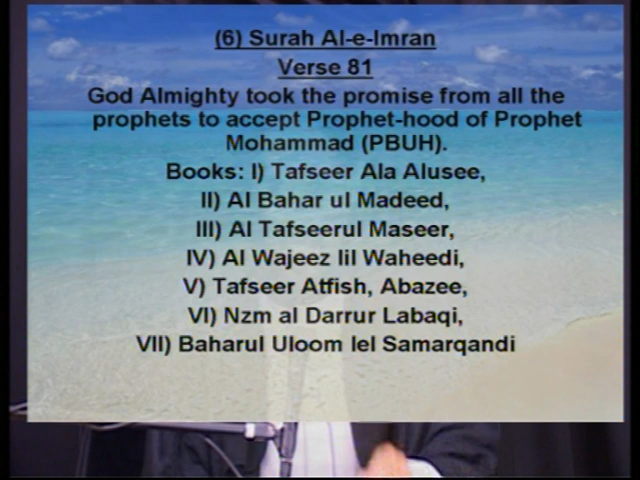 (6) Surah Al-e-Imran
Verse 81
God Almighty took the promise from all the
prophets to accept Prophet-hood of Prophet
Mohammad (PBUH).
Books: I) Tafseer Ala Alusee,
II) Al Bahar ul Madeed,
III) Al Tafseerul Maseer,
IV) Al Wajeez lil Waheedi,
V) Tafseer Atfish, Abazee,
VI) Nzm al Darrur Labaqi,
VII) Baharul Uloom lel Samarqandi